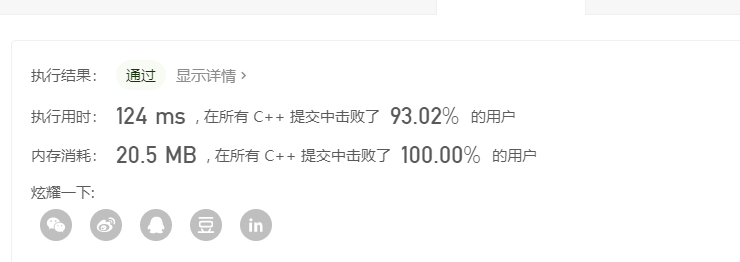 执行结果： 通过 显示详情 ›
执行用时： 124 ms , 在所有 C++ 提交中击败了 93.02% 的用户
内存消耗： 20.5 MB , 在所有 C++ 提交中击败了 100.00% 的用户
炫耀一下:
豆 in